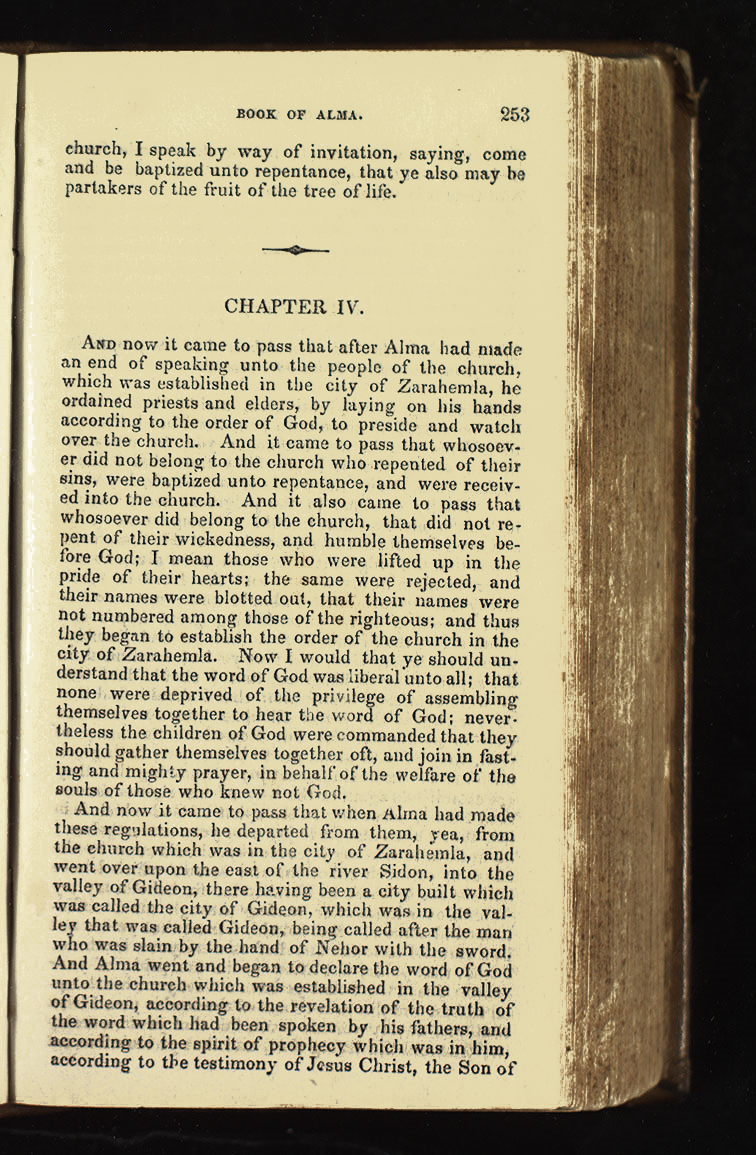 BOOK OF ALMA. 253
church, I speak by way of invitation, saying, come
and be baptized unto repentance, that ye also may be
partakers of the fruit of the tree of life.
CHAPTER IV.
AND now it came to pass that after Alma had made
an end of speaking unto the people of the church,
which was established in the city of Zarahemla, he
ordained priests and elders, by laying on his hands
according to the order of God, to preside and watch
over the church. And it came to pass that whosoev-
er did not belong to the church who repented of their
sins, were baptized unto repentance, and were receiv-
ed into the church. And it also came to pass that
whosoever did belong to the church, that did not re-
pent of their wickedness, and humble themselves be-
fore God; I mean those who were lifted up in the
pride of their hearts; the same were rejected, and
their names were blotted out, that their names were
not numbered among those of the righteous; and thus
they began to establish the order of the church in the
city of Zarahemla. Now I would that ye should un-
derstand that the word of God was liberal unto all; that
none were deprived of the privilege of assembling
themselves together to hear the word of God; never-
theless the children of God were commanded that they
should gather themselves together oft, and join in fast-
ing and mighty prayer, in behalf of the welfare of the
souls of those who knew not God.
And now it came to pass that when Alma had made
these regulations, he departed from them, yea, from
the church which was in the city of Zarahemla, and
went over upon the east of the river Sidon, into the
valley of Gideon, there having been a city built which
was called the city of Gideon, which was in the val-
ley that was called Gideon, being called after the man
who was slain by the hand of Nehor with the sword.
And Alma went and began to declare the word of God
unto the church which was established in the valley
of Gideon, according to the revelation of the truth of
the word which had been spoken by his fathers, and
according to the spirit of prophecy which was in him,
according to the testimony of Jesus Christ, the Son of